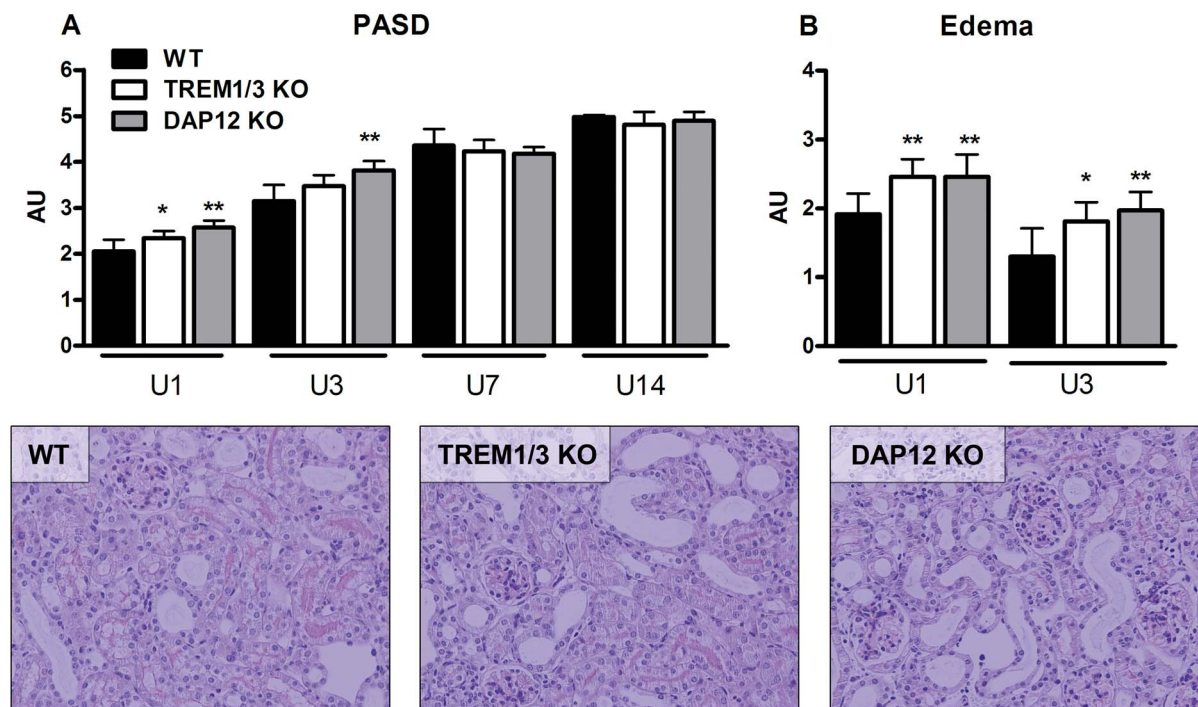 A PASD
WT
TREM1/3 KO
DAP12 KO
AU
6
5
4
3
2
1
0
* **
**
U1 U3 U7 U14
B Edema
AU
4
3
2
1
0
** **
* **
U1 U3
WT
TREM1/3 KO
DAP12 KO